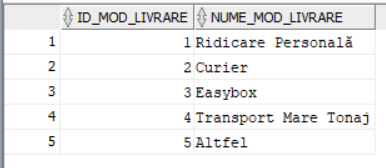 ID_MOD_LIVRARE NUME_MOD_LIVRARE
1 1 Ridicare Personală
2 2 Curier
3 3 Easybox
4 4 Transport Mare Tonaj
5 5 Altfel